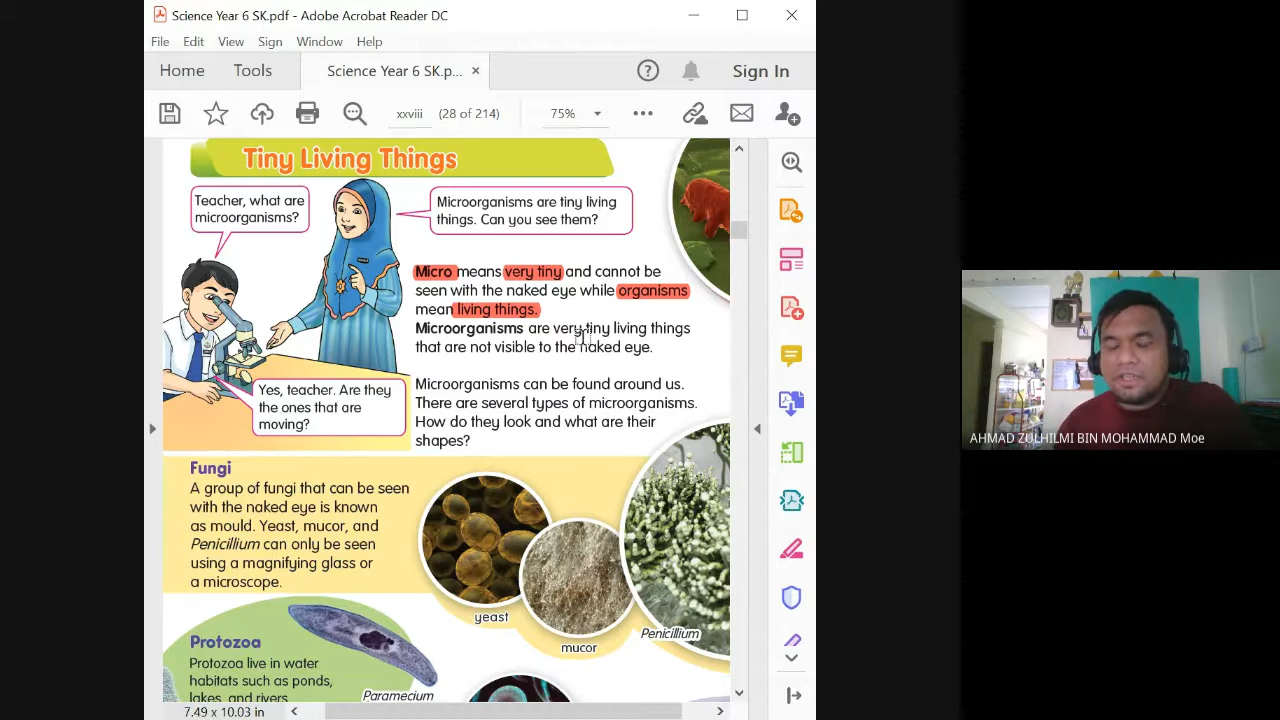 Science Year 6 SK.pdf - Adobe Acrobat Reader DC
File Edit View Sign Window Help
Home Tools Science Year 6 SK.p... × Sign In
xxviii (28 of 214) 75%
Tiny Living Things
Teacher, what are
microorganisms?
Microorganisms are tiny living
things. Can you see them?
Micro means very tiny and cannot be
seen with the naked eye while organisms
mean living things.
Microorganisms are very tiny living things
that are not visible to the naked eye.
Yes, teacher. Are they
the ones that are
moving?
Microorganisms can be found around us.
There are several types of microorganisms.
How do they look and what are their
shapes?
Fungi
A group of fungi that can be seen
with the naked eye is known
as mould. Yeast, mucor, and
Penicillium can only be seen
using a magnifying glass or
a microscope.
yeast
mucor
Penicillium
Protozoa
Protozoa live in water
habitats such as ponds,
lakes, and rivers
Paramecium
7.49 x 10.03 in
AHMAD ZULHILMI BIN MOHAMMAD Moe